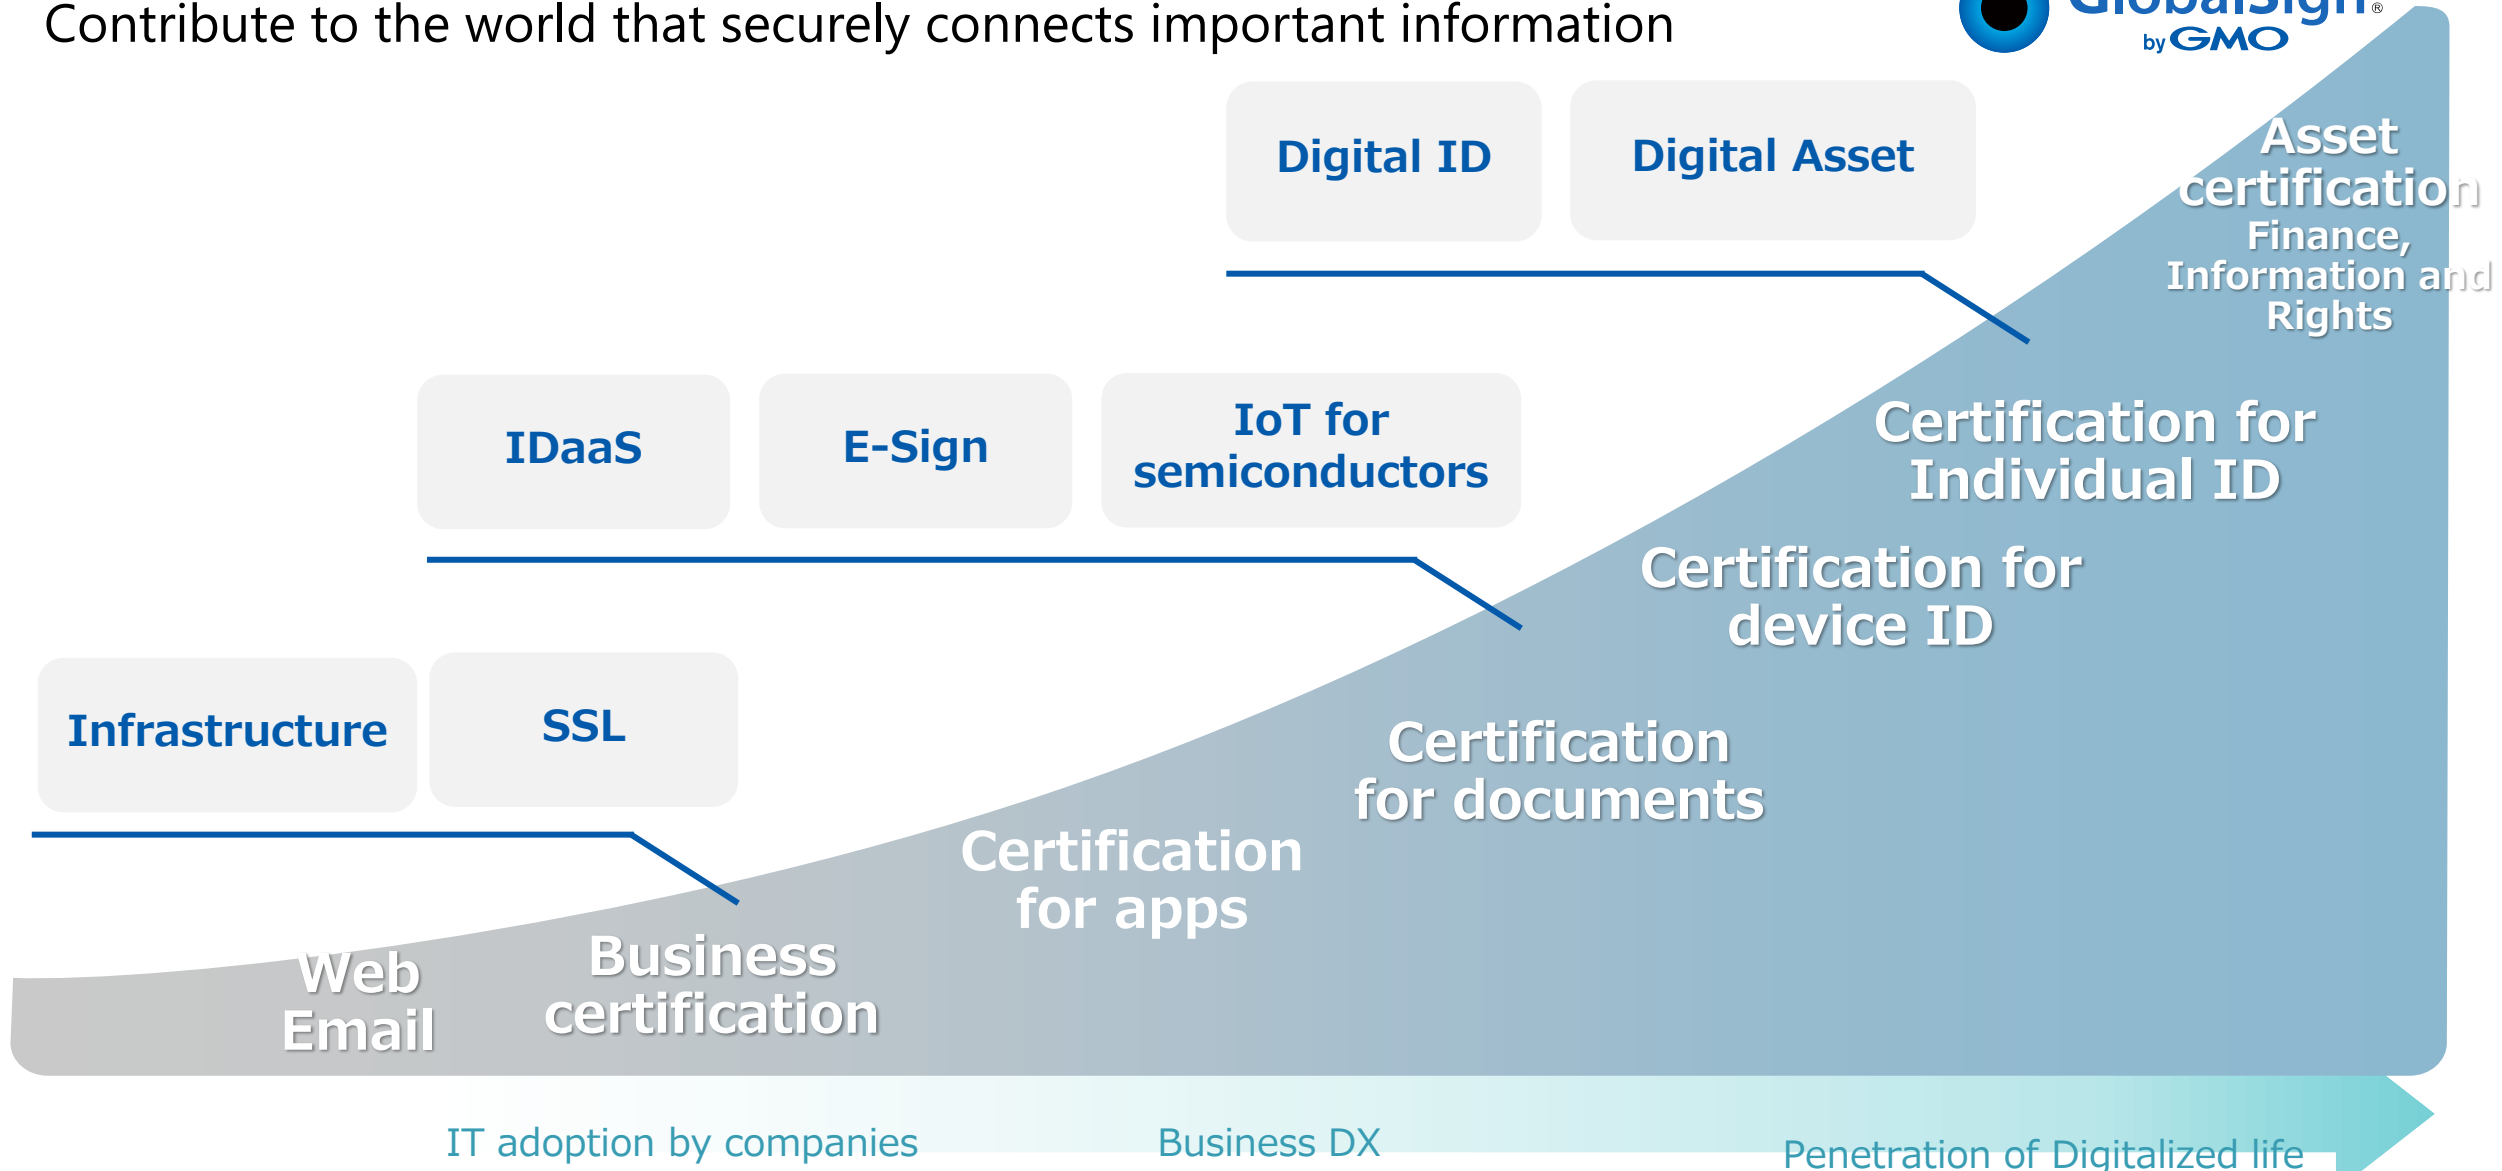 Contribute to the world that securely connects important information
GlobalSign®
by GMO
Digital ID
Digital Asset
Asset
certification
Finance,
Information and
Rights
IDaaS
E-Sign
IoT for
semiconductors
Certification for
Individual ID
Certification for
device ID
Infrastructure
SSL
Certification
for documents
Certification
for apps
Business
certification
Web
Email
IT adoption by companies
Business DX
Penetration of Digitalized life